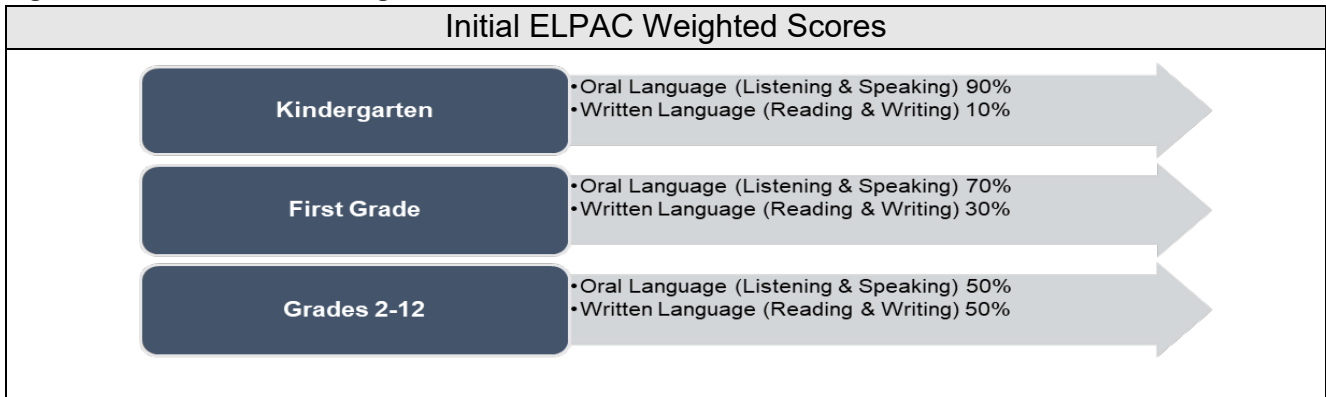 Initial ELPAC Weighted Scores
Kindergarten
•Oral Language (Listening & Speaking) 90%
•Written Language (Reading & Writing) 10%
First Grade
•Oral Language (Listening & Speaking) 70%
•Written Language (Reading & Writing) 30%
Grades 2-12
•Oral Language (Listening & Speaking) 50%
•Written Language (Reading & Writing) 50%